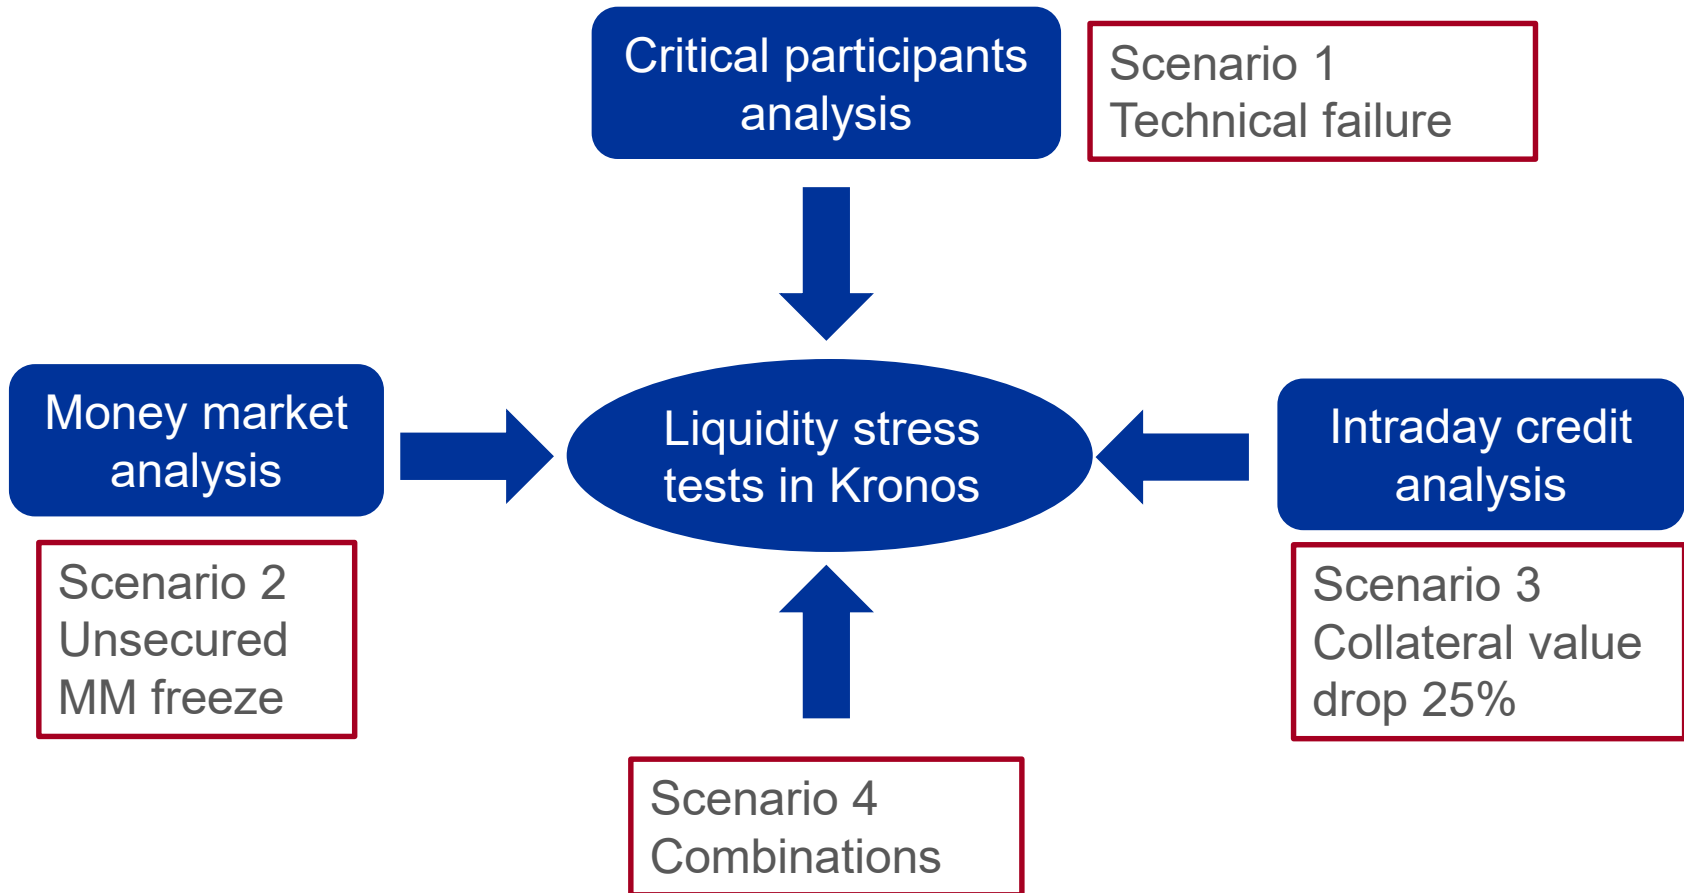 Critical participants
analysis
Scenario 1
Technical failure
Money market
analysis
Liquidity stress
tests in Kronos
Intraday credit
analysis
Scenario 2
Unsecured
MM freeze
Scenario 3
Collateral value
drop 25%
Scenario 4
Combinations